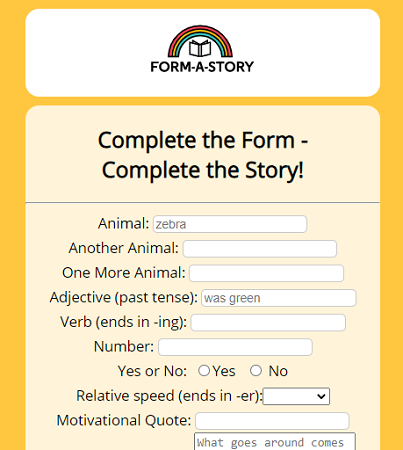 FORM-A-STORY
Complete the Form -
Complete the Story!
Animal: zebra
Another Animal:
One More Animal:
Adjective (past tense): was green
Verb (ends in -ing):
Number:
Yes or No: Yes No
Relative speed (ends in -er):
Motivational Quote:
What goes around comes